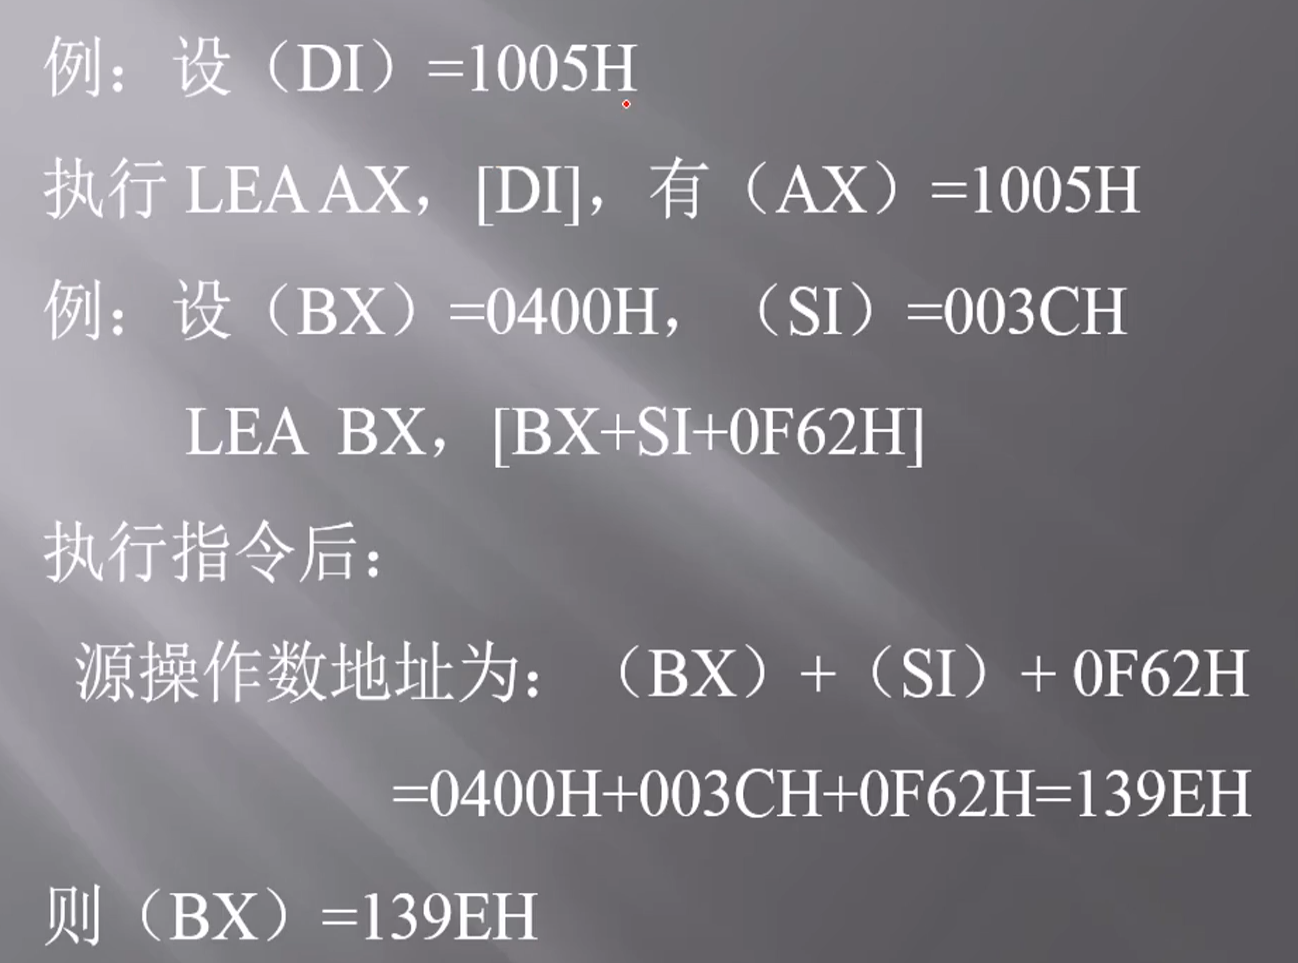 例：设（DI）=1005H
执行 LEA AX，[DI]，有（AX）=1005H
例：设（BX）=0400H，（SI）=003CH
LEA BX，[BX+SI+0F62H]
执行指令后：
源操作数地址为：（BX）+（SI）+ 0F62H
=0400H+003CH+0F62H=139EH
则（BX）=139EH